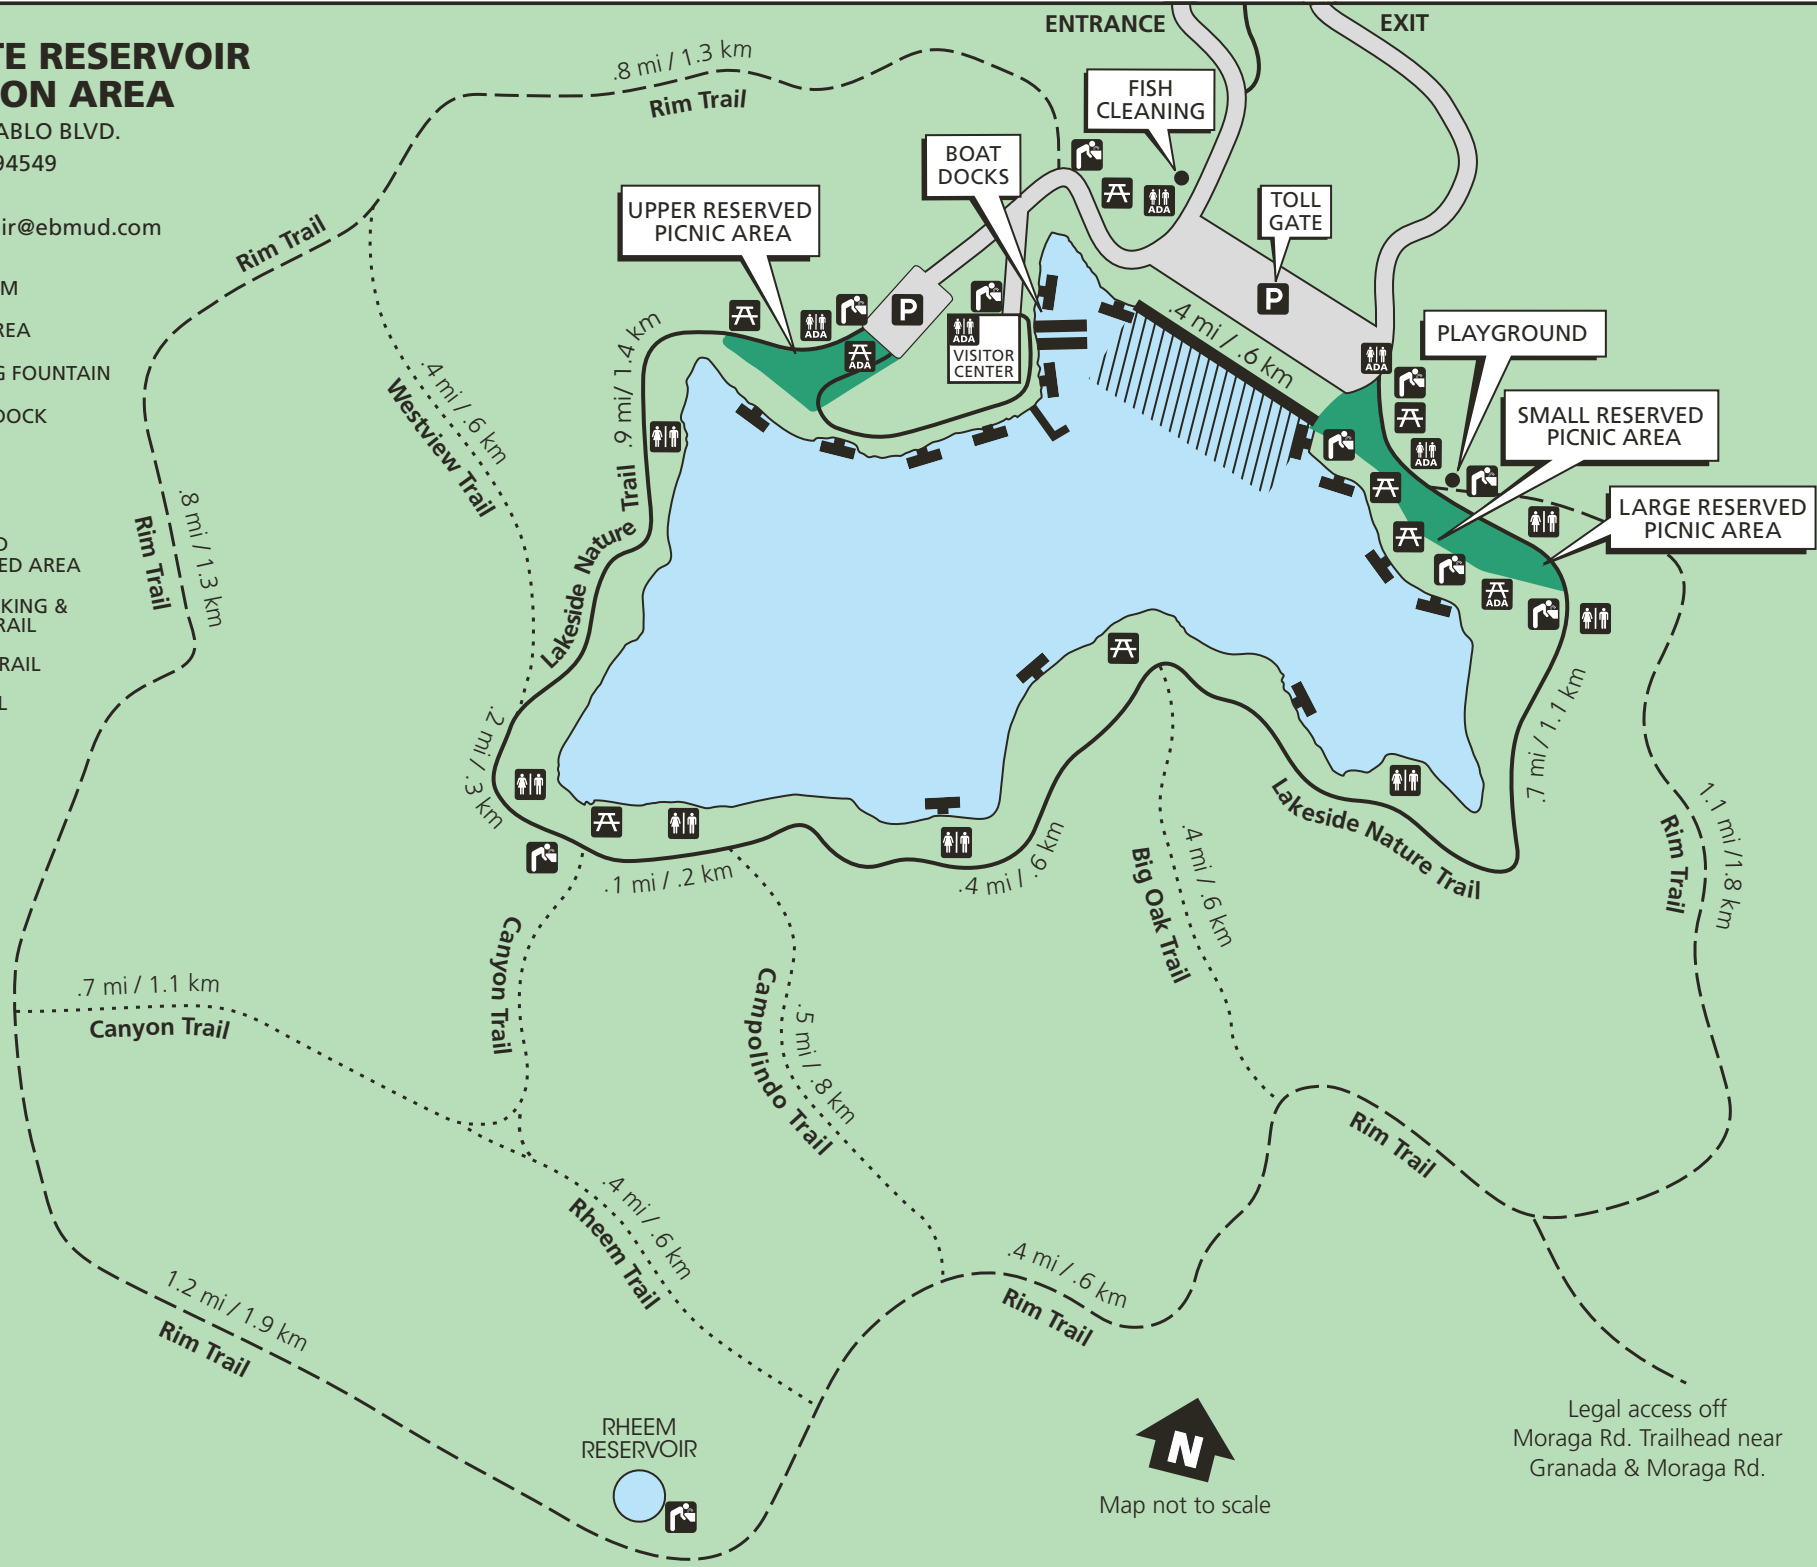 TE RESERVOIR
ON AREA
ABLO BLVD.
94549
ir@ebmud.com
M
REA
G FOUNTAIN
DOCK
D
ED AREA
KING &
RAIL
RAIL
L
ENTRANCE
EXIT
FISH
CLEANING
BOAT
DOCKS
UPPER RESERVED
PICNIC AREA
TOLL
GATE
PLAYGROUND
SMALL RESERVED
PICNIC AREA
LARGE RESERVED
PICNIC AREA
VISITOR
CENTER
P
P
ADA
ADA
ADA
ADA
ADA
ADA
ADA
.8 mi / 1.3 km
Rim Trail
Rim Trail
.4 mi / .6 km
Westview Trail
.9 mi / 1.4 km
Lakeside Nature Trail
.4 mi / .6 km
.8 mi / 1.3 km
Rim Trail
.2 mi / .3 km
.1 mi / .2 km
.4 mi / .6 km
.7 mi / 1.1 km
Lakeside Nature Trail
.4 mi / .6 km
Big Oak Trail
1.1 mi / 1.8 km
Rim Trail
.7 mi / 1.1 km
Canyon Trail
Canyon Trail
.5 mi / .8 km
Campolindo Trail
.4 mi / .6 km
Rheem Trail
Rim Trail
.4 mi / .6 km
Rim Trail
1.2 mi / 1.9 km
Rim Trail
RHEEM
RESERVOIR
N
Map not to scale
Legal access off
Moraga Rd. Trailhead near
Granada & Moraga Rd.